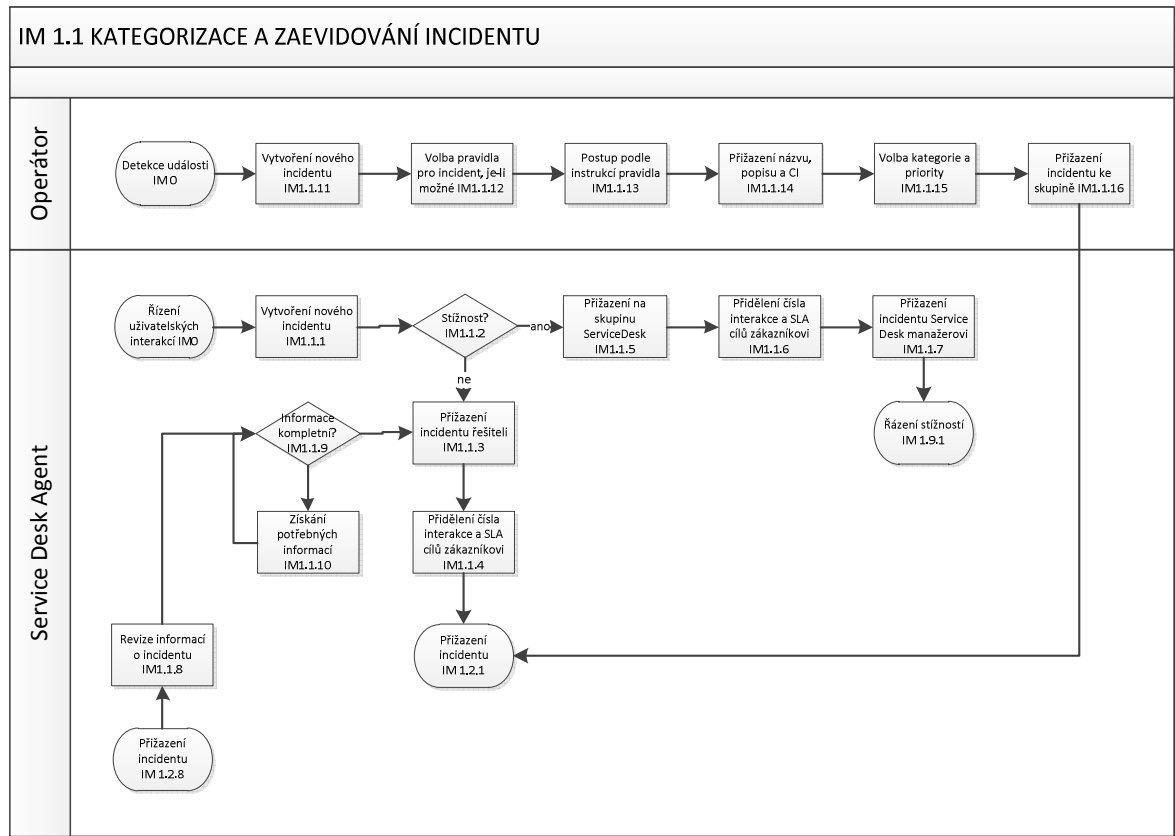 IM 1.1 KATEGORIZACE A ZAEVIDOVÁNÍ INCIDENTU
Operátor
Detekce události
IM O
Vytvoření nového
incidentu
IM1.1.11
Volba pravidla
pro incident, je-li
možné IM1.1.12
Postup podle
instrukcí pravidla
IM1.1.13
Přižazení názvu,
popisu a CI
IM1.1.14
Volba kategorie a
priority
IM1.1.15
Přižazení
incidentu ke
skupině IM1.1.16
Service Desk Agent
Řízení
uživatelských
interakcí IMO
Vytvoření nového
incidentu
IM1.1.1
Stížnost?
IM1.1.2
ano
Přižazení na
skupinu
ServiceDesk
IM1.1.5
Přidělení čísla
interakce a SLA
cílů zákazníkovi
IM1.1.6
Přižazení
incidentu Service
Desk manažerovi
IM1.1.7
ne
Řázení stížností
IM 1.9.1
Informace
kompletní?
IM1.1.9
Přižazení
incidentu řešiteli
IM1.1.3
Získání
potřebných
informací
IM1.1.10
Přidělení čísla
interakce a SLA
cílů zákazníkovi
IM1.1.4
Revize informací
o incidentu
IM1.1.8
Přižazení
incidentu
IM 1.2.1
Přižazení
incidentu
IM 1.2.8